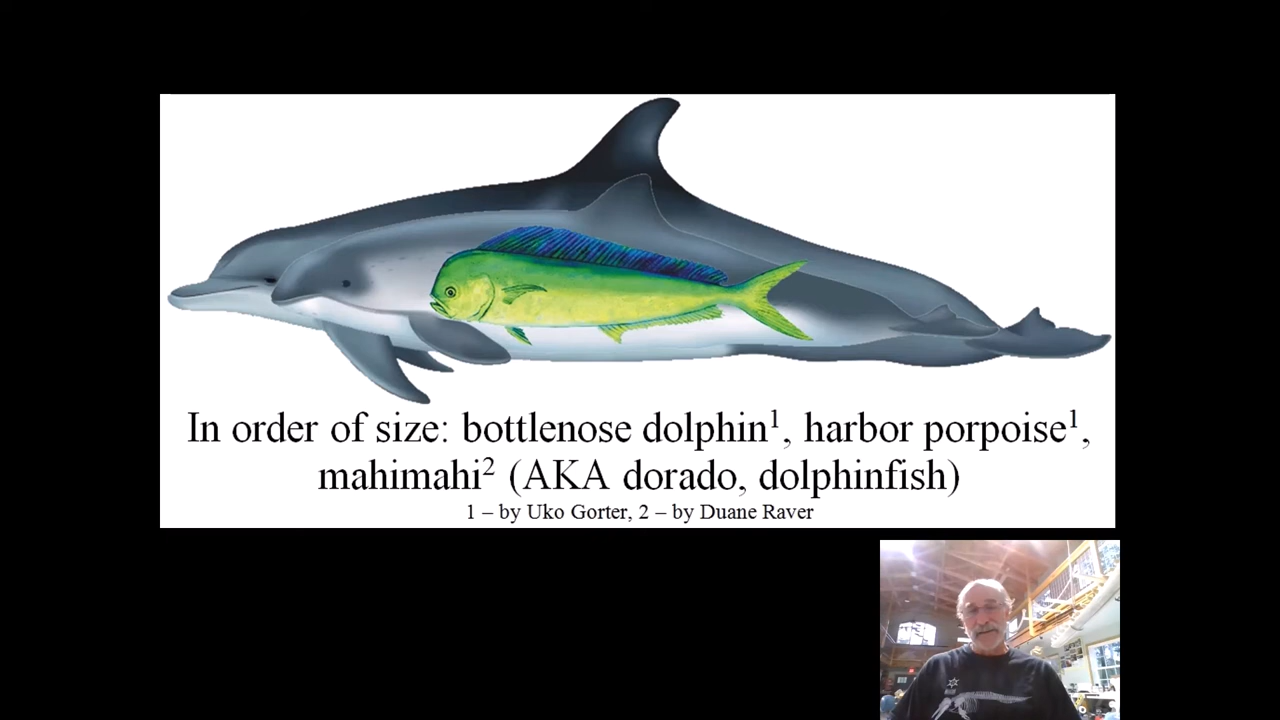 In order of size: bottlenose dolphin¹, harbor porpoise¹,
mahimahi² (AKA dorado, dolphinfish)
1 – by Uko Gorter, 2 – by Duane Raver